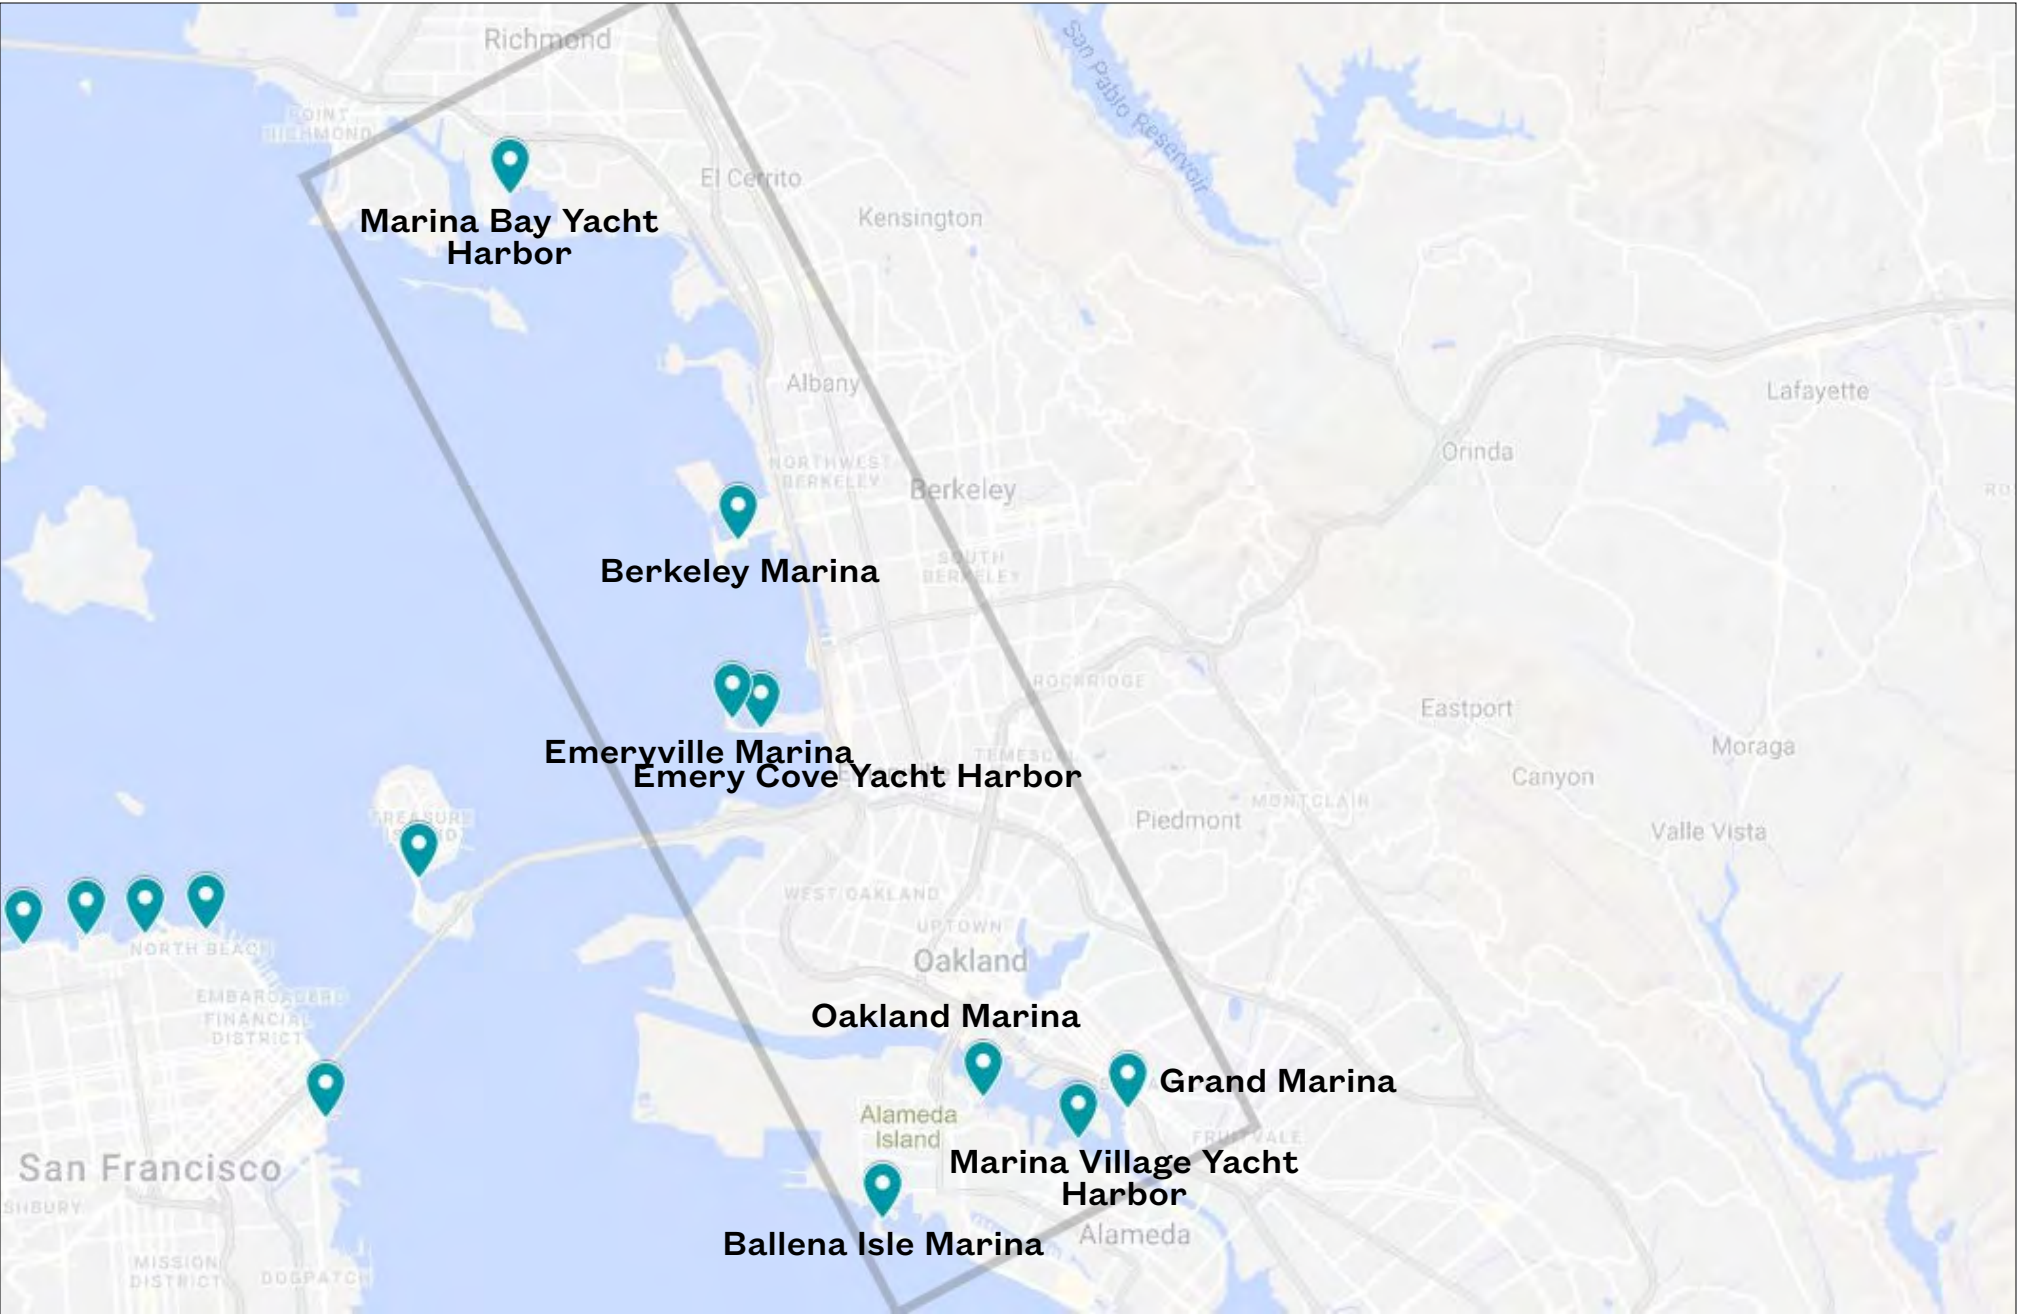 Richmond
San Pablo Reservoir
POINT
RICHMOND
El Cerrito
Marina Bay Yacht
Harbor
Kensington
Albany
Lafayette
Orinda
NORTHWEST
BERKELEY
Berkeley
SOUTH
BERKELEY
Berkeley Marina
ROCKRIDGE
Eastport
Emeryville Marina
TEMESCAL
Moraga
Emery Cove Yacht Harbor
Canyon
MONTCLAIR
Piedmont
TREASURE
ISLAND
Valle Vista
WEST OAKLAND
UPTOWN
NORTH BEACH
Oakland
EMBARCADERO
FINANCIAL
DISTRICT
Oakland Marina
Grand Marina
Alameda
Island
FRUITVALE
San Francisco
Marina Village Yacht
Harbor
SHBURY
Ballena Isle Marina
Alameda
MISSION
DISTRICT
DOGPATCH